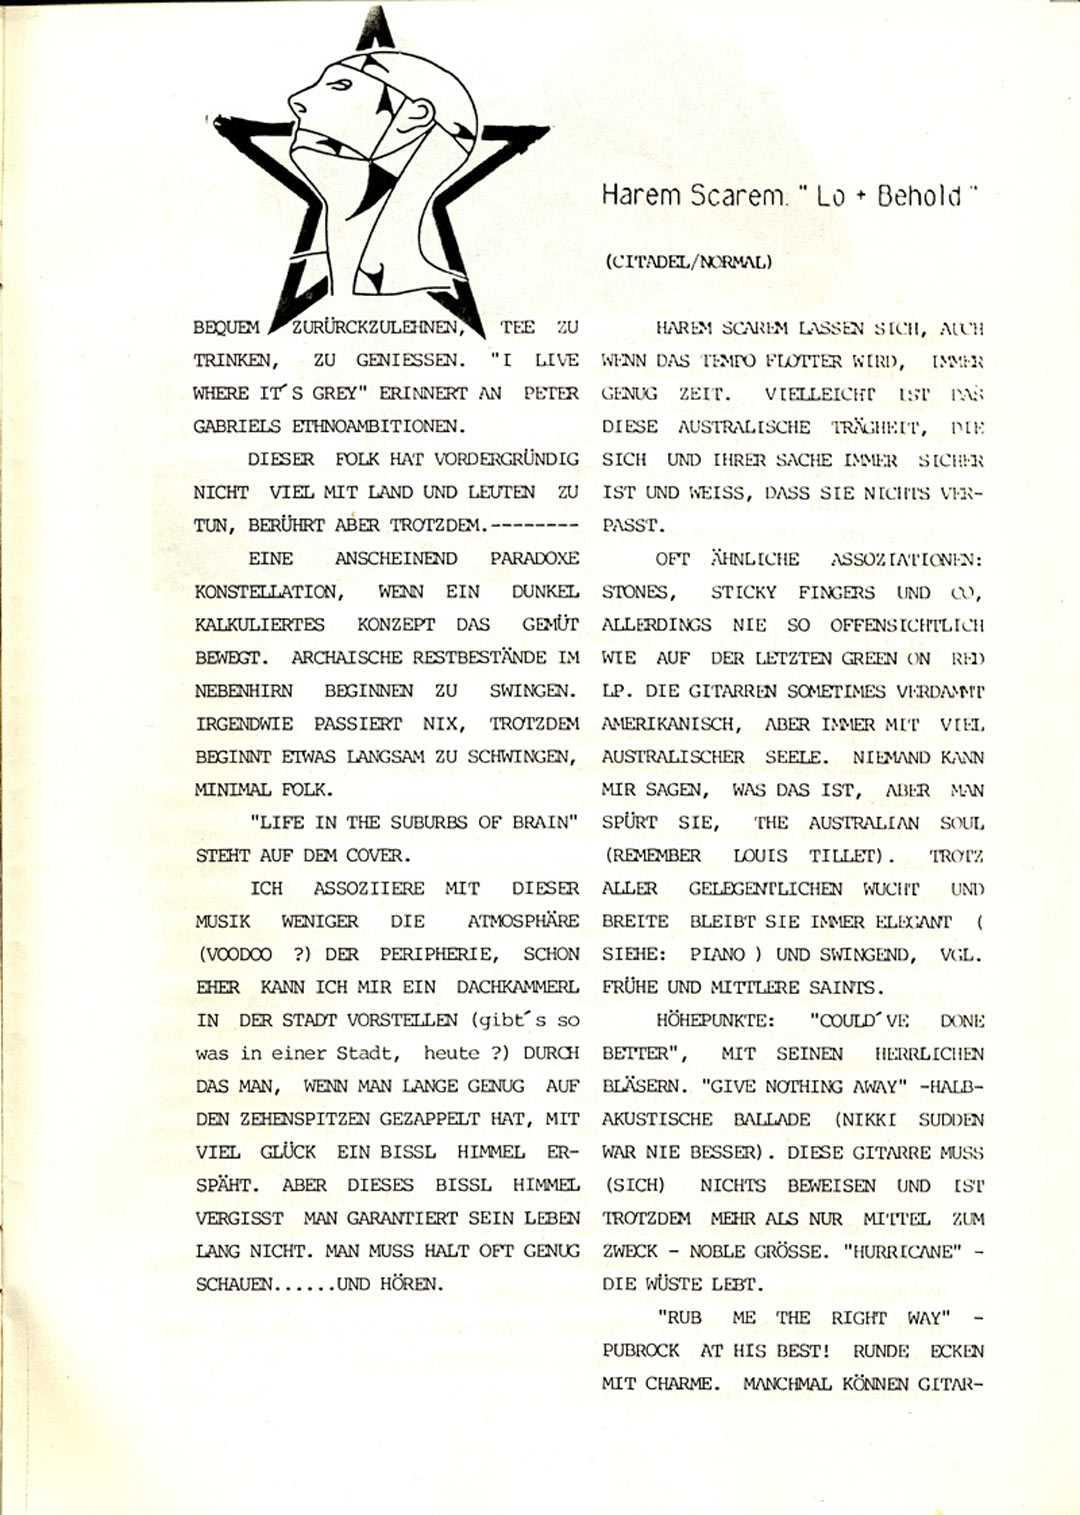 BEQUEM ZURÜRCKZULEHNEN, TEE ZU
TRINKEN, ZU GENIESSEN. "I LIVE
WHERE IT´S GREY" ERINNERT AN PETER
GABRIELS ETHNOAMBITIONEN.
DIESER FOLK HAT VORDERGRÜNDIG
NICHT VIEL MIT LAND UND LEUTEN ZU
TUN, BERÜHRT ABER TROTZDEM.--------
EINE ANSCHEINEND PARADOXE
KONSTELLATION, WENN EIN DUNKEL
KALKULIERTES KONZEPT DAS GEMÜT
BEWEGT. ARCHAISCHE RESTBESTÄNDE IM
NEBENHIRN BEGINNEN ZU SWINGEN.
IRGENDWIE PASSIERT NIX, TROTZDEM
BEGINNT ETWAS LANGSAM ZU SCHWINGEN,
MINIMAL FOLK.
"LIFE IN THE SUBURBS OF BRAIN"
STEHT AUF DEM COVER.
ICH ASSOZIIERE MIT DIESER
MUSIK WENIGER DIE ATMOSPHÄRE
(VOODOO ?) DER PERIPHERIE, SCHON
EHER KANN ICH MIR EIN DACHKAMMERL
IN DER STADT VORSTELLEN (gibt´s so
was in einer Stadt, heute ?) DURCH
DAS MAN, WENN MAN LANGE GENUG AUF
DEN ZEHENSPITZEN GEZAPPELT HAT, MIT
VIEL GLÜCK EIN BISSL HIMMEL ER-
SPÄHT. ABER DIESES BISSL HIMMEL
VERGISST MAN GARANTIERT SEIN LEBEN
LANG NICHT. MAN MUSS HALT OFT GENUG
SCHAUEN......UND HÖREN.
Harem Scarem: " Lo + Behold "
(CITADEL/NORMAL)
HAREM SCAREM LASSEN SICH, AUCH
WENN DAS TEMPO FLOTTER WIRD, IMMER
GENUG ZEIT. VIELLEICHT IST DAS
DIESE AUSTRALISCHE TRÄGHEIT, DIE
SICH UND IHRER SACHE IMMER SICHER
IST UND WEISS, DASS SIE NICHTS VER-
PASST.
OFT ÄHNLICHE ASSOZIATIONEN:
STONES, STICKY FINGERS UND CO,
ALLERDINGS NIE SO OFFENSICHTLICH
WIE AUF DER LETZTEN GREEN ON RED
LP. DIE GITARREN SOMETIMES VERDAMMT
AMERIKANISCH, ABER IMMER MIT VIEL
AUSTRALISCHER SEELE. NIEMAND KANN
MIR SAGEN, WAS DAS IST, ABER MAN
SPÜRT SIE, THE AUSTRALIAN SOUL
(REMEMBER LOUIS TILLET). TROTZ
ALLER GELEGENTLICHEN WUCHT UND
BREITE BLEIBT SIE IMMER ELEGANT (
SIEHE: PIANO ) UND SWINGEND, VGL.
FRÜHE UND MITTLERE SAINTS.
HÖHEPUNKTE: "COULD´VE DONE
BETTER", MIT SEINEN HERRLICHEN
BLÄSERN. "GIVE NOTHING AWAY" -HALB-
AKUSTISCHE BALLADE (NIKKI SUDDEN
WAR NIE BESSER). DIESE GITARRE MUSS
(SICH) NICHTS BEWEISEN UND IST
TROTZDEM MEHR ALS NUR MITTEL ZUM
ZWECK - NOBLE GRÖSSE. "HURRICANE" -
DIE WÜSTE LEBT.
"RUB ME THE RIGHT WAY" -
PUBROCK AT HIS BEST! RUNDE ECKEN
MIT CHARME. MANCHMAL KÖNNEN GITAR-